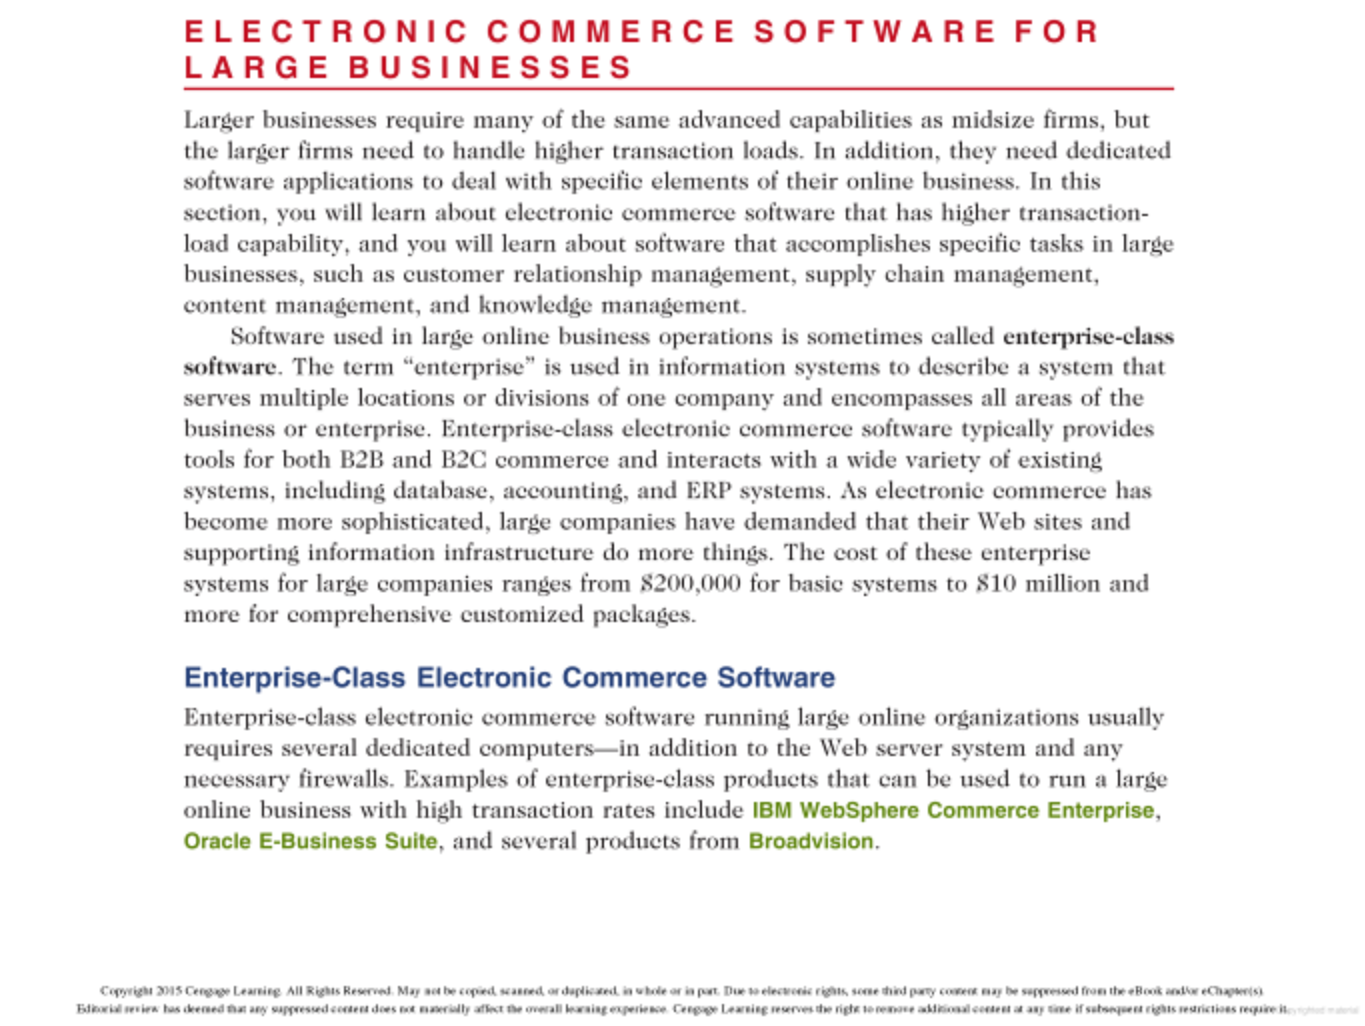 ELECTRONIC COMMERCE SOFTWARE FOR
LARGE BUSINESSES
Larger businesses require many of the same advanced capabilities as midsize firms, but
the larger firms need to handle higher transaction loads. In addition, they need dedicated
software applications to deal with specific elements of their online business. In this
section, you will learn about electronic commerce software that has higher transaction-
load capability, and you will learn about software that accomplishes specific tasks in large
businesses, such as customer relationship management, supply chain management,
content management, and knowledge management.
Software used in large online business operations is sometimes called enterprise-class
software. The term “enterprise” is used in information systems to describe a system that
serves multiple locations or divisions of one company and encompasses all areas of the
business or enterprise. Enterprise-class electronic commerce software typically provides
tools for both B2B and B2C commerce and interacts with a wide variety of existing
systems, including database, accounting, and ERP systems. As electronic commerce has
become more sophisticated, large companies have demanded that their Web sites and
supporting information infrastructure do more things. The cost of these enterprise
systems for large companies ranges from $200,000 for basic systems to $10 million and
more for comprehensive customized packages.
Enterprise-Class Electronic Commerce Software
Enterprise-class electronic commerce software running large online organizations usually
requires several dedicated computers—in addition to the Web server system and any
necessary firewalls. Examples of enterprise-class products that can be used to run a large
online business with high transaction rates include IBM WebSphere Commerce Enterprise,
Oracle E-Business Suite, and several products from Broadvision.
Copyright 2015 Cengage Learning. All Rights Reserved. May not be copied, scanned, or duplicated, in whole or in part. Due to electronic rights, some third party content may be suppressed from the eBook and/or eChapter(s).
Editorial review has deemed that any suppressed content does not materially affect the overall learning experience. Cengage Learning reserves the right to remove additional content at any time if subsequent rights restrictions require it.